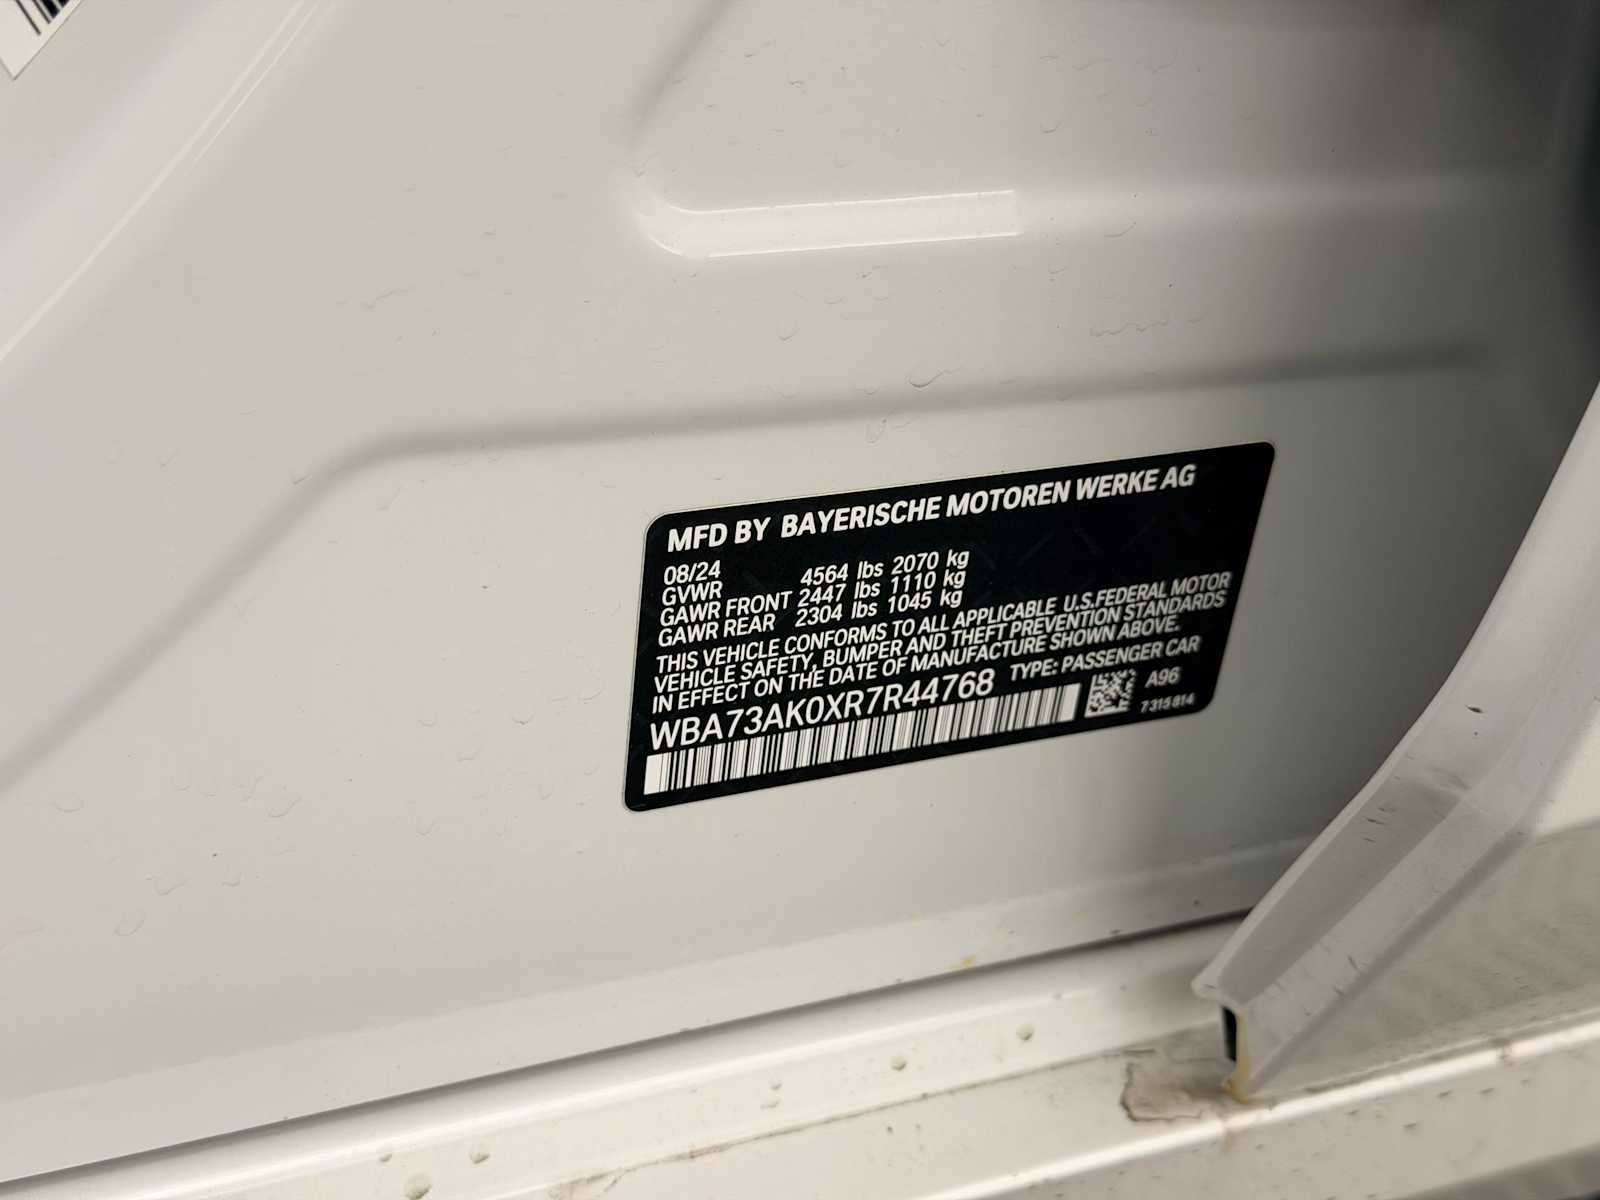 MFD BY BAYERISCHE MOTOREN WERKE AG
08/24
GVWR 4564 lbs 2070 kg
GAWR FRONT 2447 lbs 1110 kg
GAWR REAR 2304 lbs 1045 kg
THIS VEHICLE CONFORMS TO ALL APPLICABLE U.S.FEDERAL MOTOR
VEHICLE SAFETY, BUMPER AND THEFT PREVENTION STANDARDS
IN EFFECT ON THE DATE OF MANUFACTURE SHOWN ABOVE.
WBA73AK0XR7R44768 TYPE: PASSENGER CAR
A96
7315814